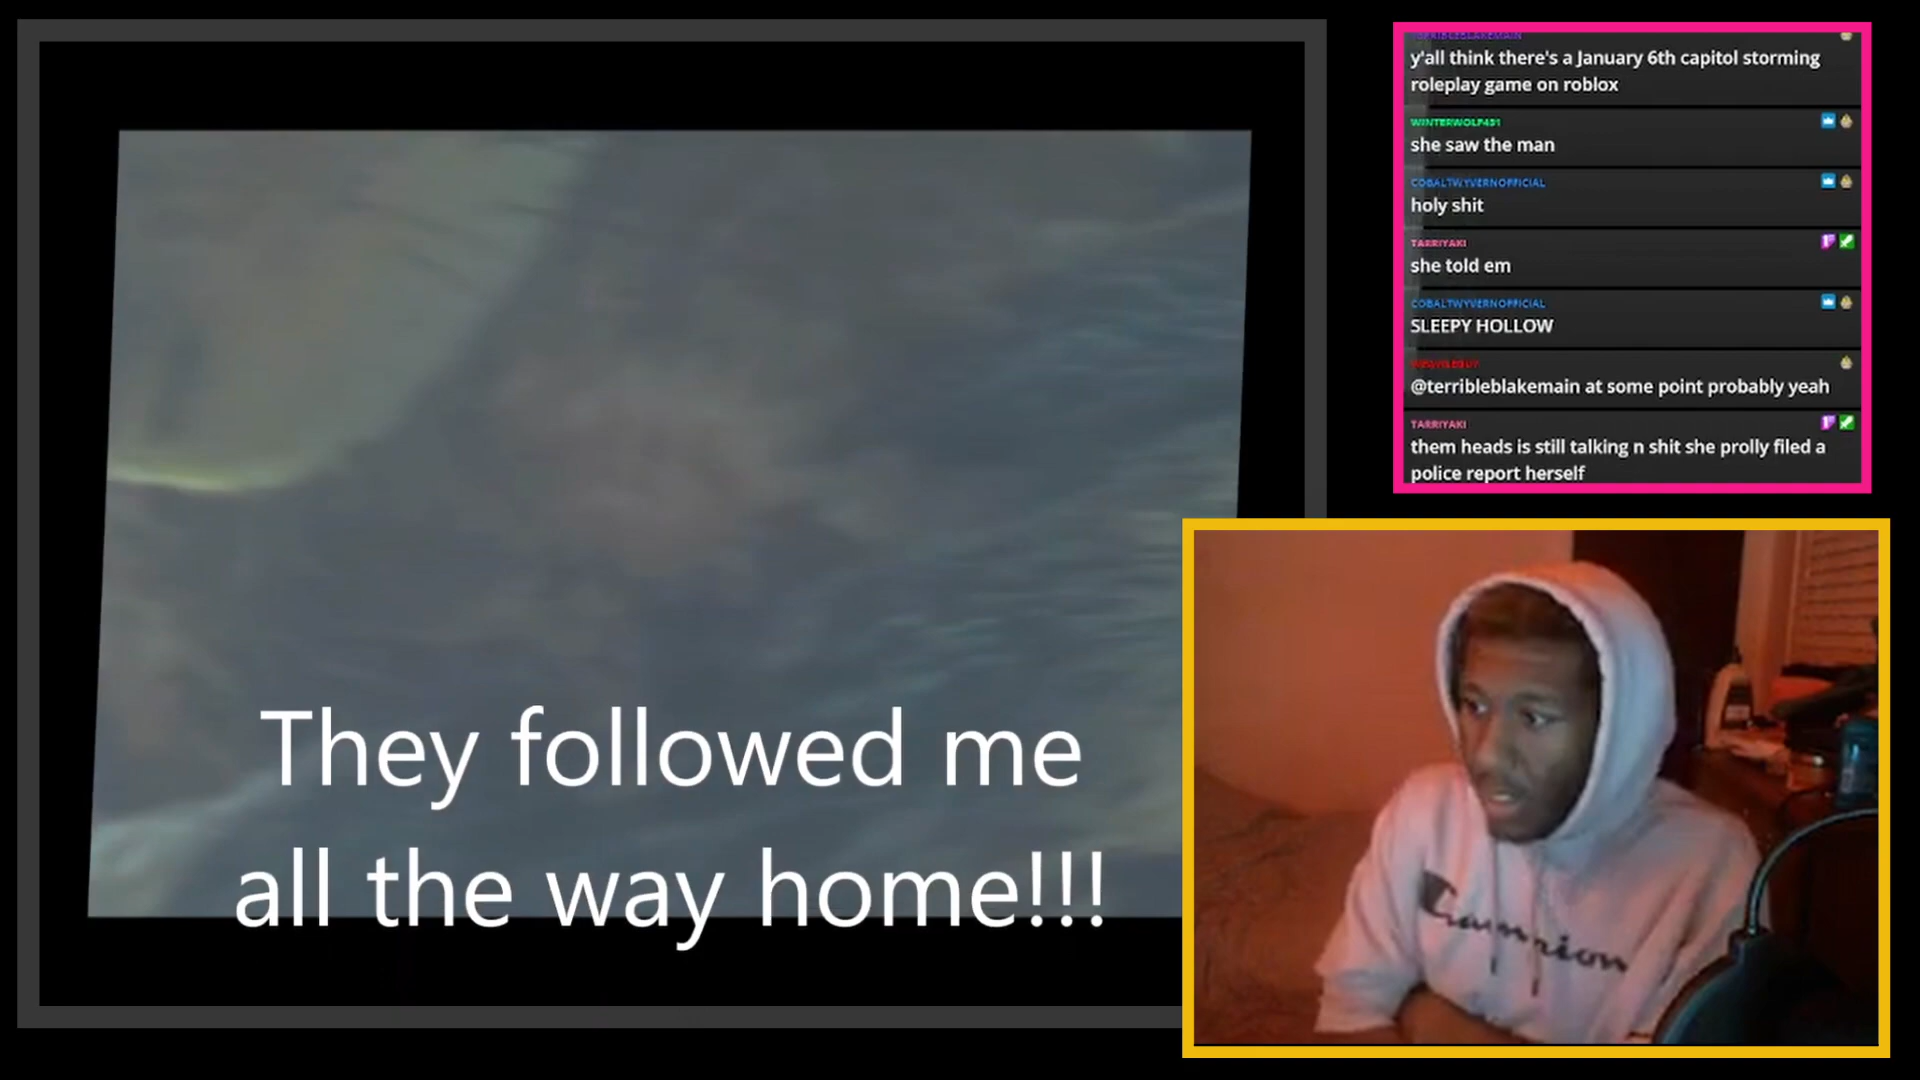 They followed me
all the way home!!!
y'all think there's a January 6th capitol storming
roleplay game on roblox
WINTERWOLF451
she saw the man
COBALTWYVERNOFFICIAL
holy shit
TARRIYAKI
she told em
COBALTWYVERNOFFICIAL
SLEEPY HOLLOW
@terribleblakemain at some point probably yeah
TARRIYAKI
them heads is still talking n shit she prolly filed a
police report herself
Champion